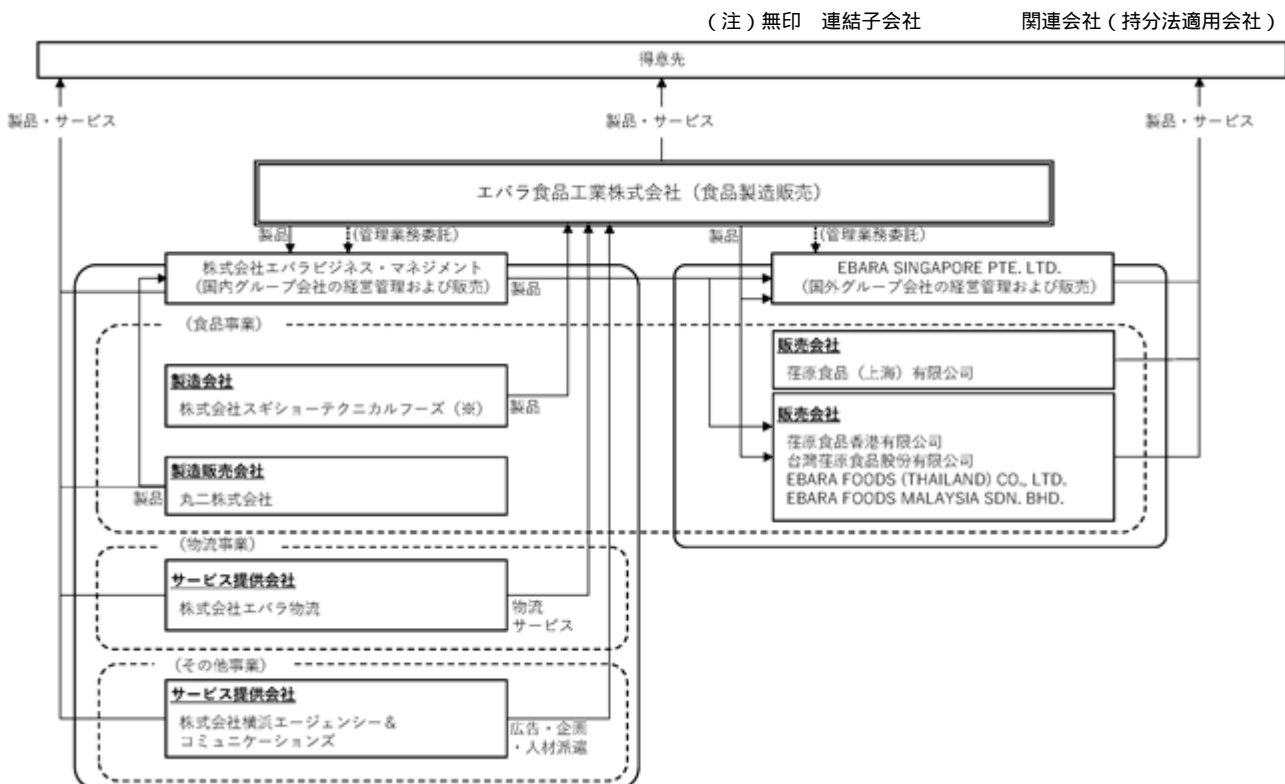 （注）無印　連結子会社　　　　　関連会社（持分法適用会社）
得意先
製品・サービス
製品・サービス
製品・サービス
エバラ食品工業株式会社（食品製造販売）
製品
(管理業務委託)
製品
(管理業務委託)
株式会社エバラビジネス・マネジメント
（国内グループ会社の経営管理および販売）
製品
EBARA SINGAPORE PTE. LTD.
（国外グループ会社の経営管理および販売）
（食品事業）
製造会社
株式会社スギショーテクニカルフーズ（※）
製品
製造販売会社
丸二株式会社
製品
販売会社
荏原食品（上海）有限公司
販売会社
荏原食品香港有限公司
台灣荏原食品股份有限公司
EBARA FOODS (THAILAND) CO., LTD.
EBARA FOODS MALAYSIA SDN. BHD.
（物流事業）
サービス提供会社
株式会社エバラ物流
物流
サービス
（その他事業）
サービス提供会社
株式会社横浜エージェンシー＆
コミュニケーションズ
広告・企画
・人材派遣